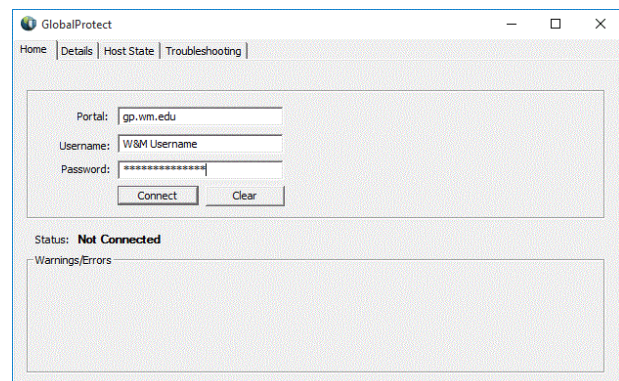 GlobalProtect
Home Details Host State Troubleshooting
Portal: gp.wm.edu
Username: W&M Username
Password: **************
Connect Clear
Status: Not Connected
Warnings/Errors